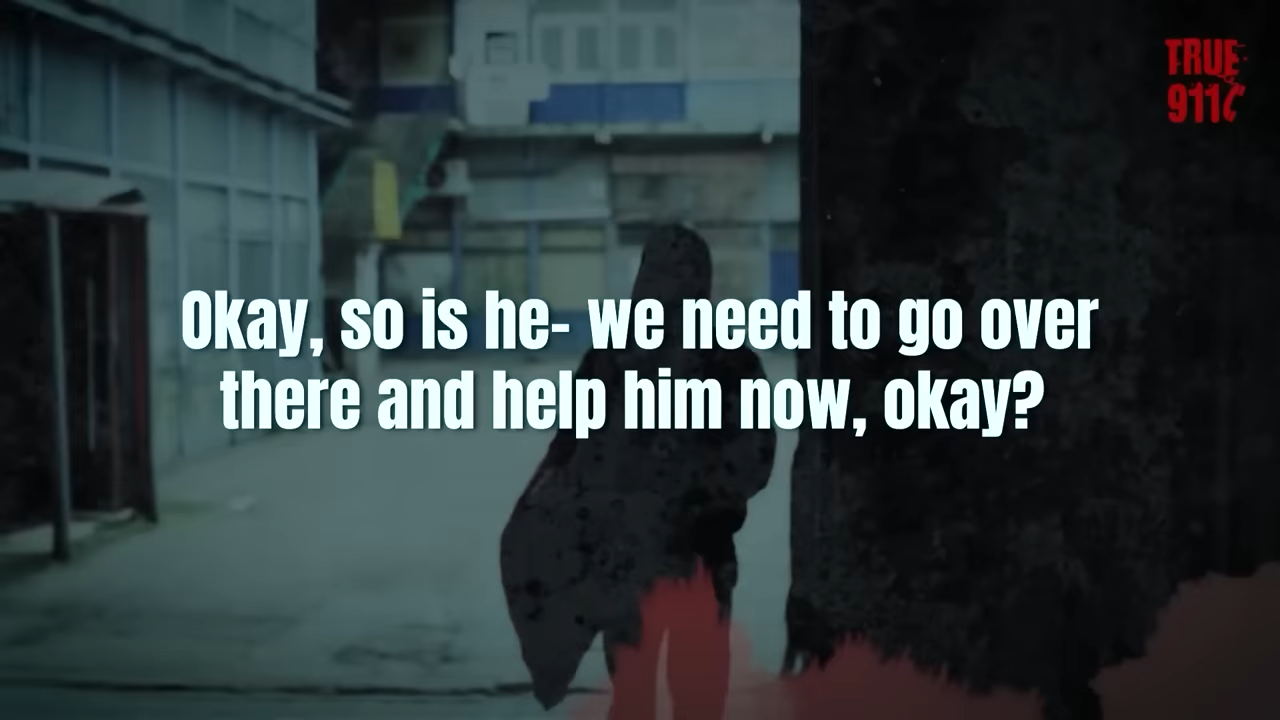 TRUE
911
Okay, so is he- we need to go over
there and help him now, okay?